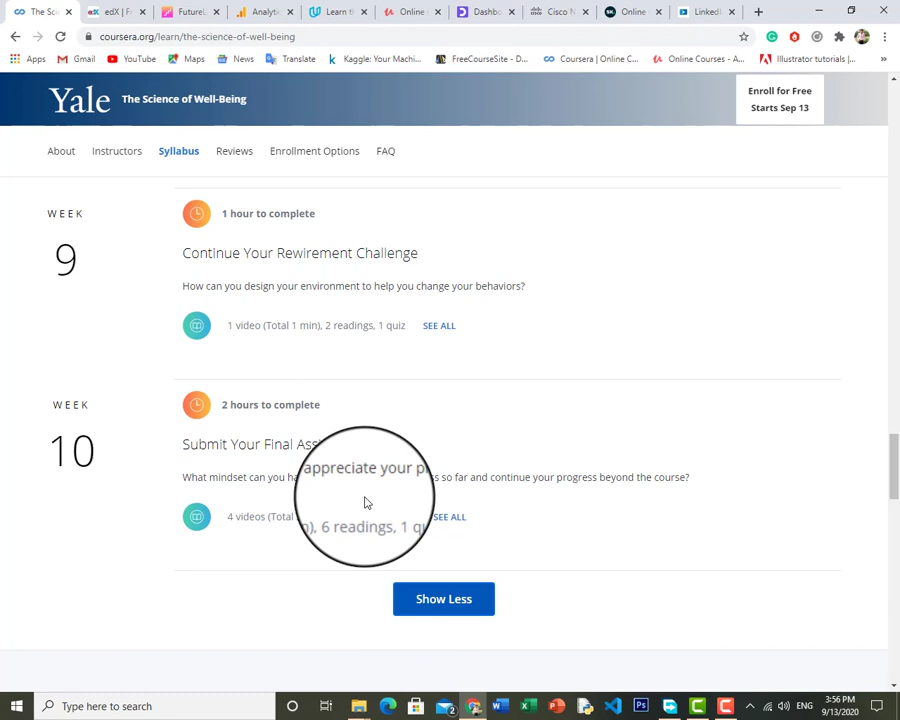 The Sc
edX | F
FutureL
Analytic
Learn th
Online
Dashbo
Cisco N
Online
LinkedI
coursera.org/learn/the-science-of-well-being
Apps
Gmail
YouTube
Maps
News
Translate
Kaggle: Your Machi...
FreeCourseSite - D...
Coursera | Online C...
Online Courses - A...
Illustrator tutorials |...
»
Yale
The Science of Well-Being
Enroll for Free
Starts Sep 13
About
Instructors
Syllabus
Reviews
Enrollment Options
FAQ
WEEK
9
1 hour to complete
Continue Your Rewirement Challenge
How can you design your environment to help you change your behaviors?
1 video (Total 1 min), 2 readings, 1 quiz
SEE ALL
WEEK
10
2 hours to complete
Submit Your Final Ass
What mindset can you ha appreciate your p s so far and continue your progress beyond the course?
4 videos (Total n), 6 readings, 1 q
SEE ALL
Show Less
Type here to search
2
ENG
3:56 PM
9/13/2020